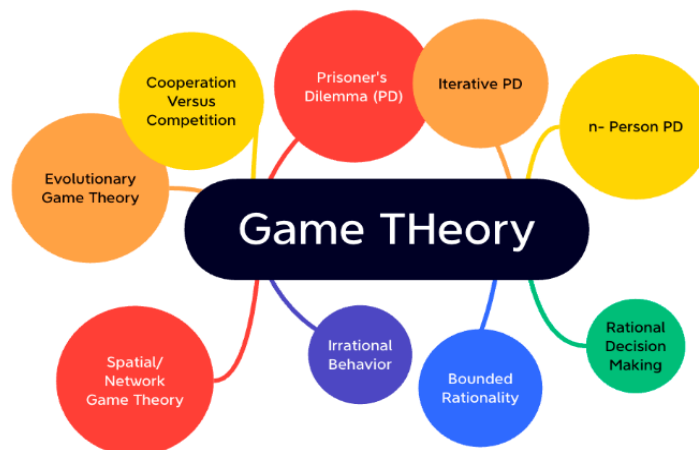 Cooperation
Versus
Competition
Prisoner's
Dilemma (PD)
Iterative PD
n- Person PD
Evolutionary
Game Theory
Game THeory
Spatial/
Network
Game Theory
Irrational
Behavior
Bounded
Rationality
Rational
Decision
Making